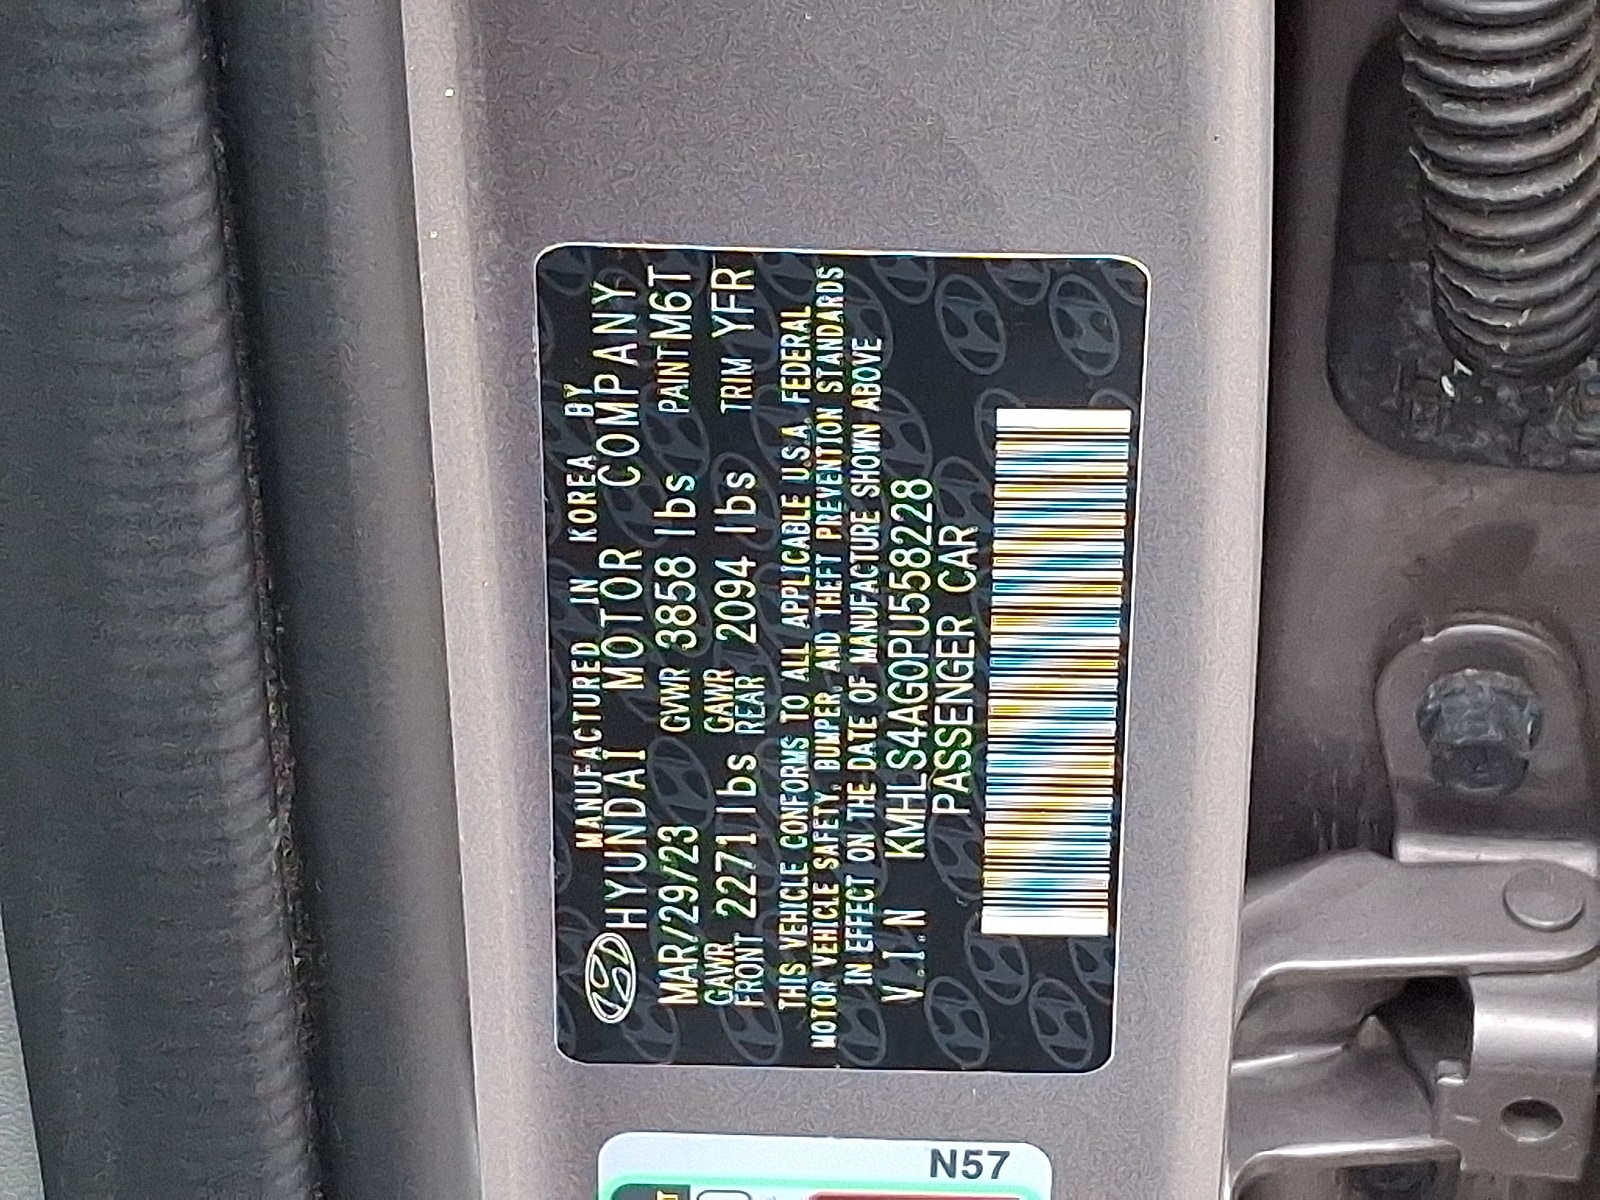 MANUFACTURED IN KOREA BY
HYUNDAI MOTOR COMPANY
MAR/29/23 GVWR 3858 lbs PAINT M6T
GAWR FRONT 2271 lbs GAWR REAR 2094 lbs TRIM YFR
THIS VEHICLE CONFORMS TO ALL APPLICABLE U.S.A. FEDERAL
MOTOR VEHICLE SAFETY, BUMPER, AND THEFT PREVENTION STANDARDS
IN EFFECT ON THE DATE OF MANUFACTURE SHOWN ABOVE
V.I.N KMHLS4AG0PU558228
PASSENGER CAR
N57